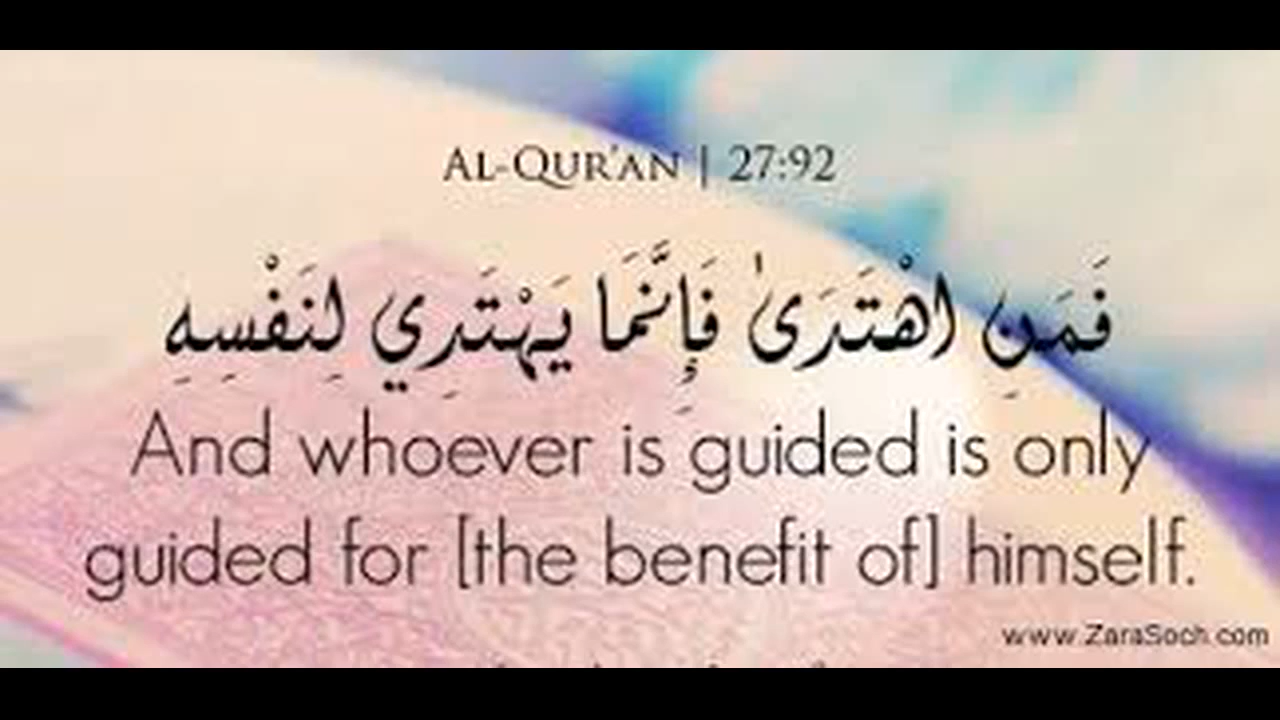 AL-QUR'AN | 27:92
فَمَنِ اهْتَدَىٰ فَإِنَّمَا يَهْتَدِي لِنَفْسِهِ
And whoever is guided is only
guided for [the benefit of] himself.
www.ZaraSoch.com